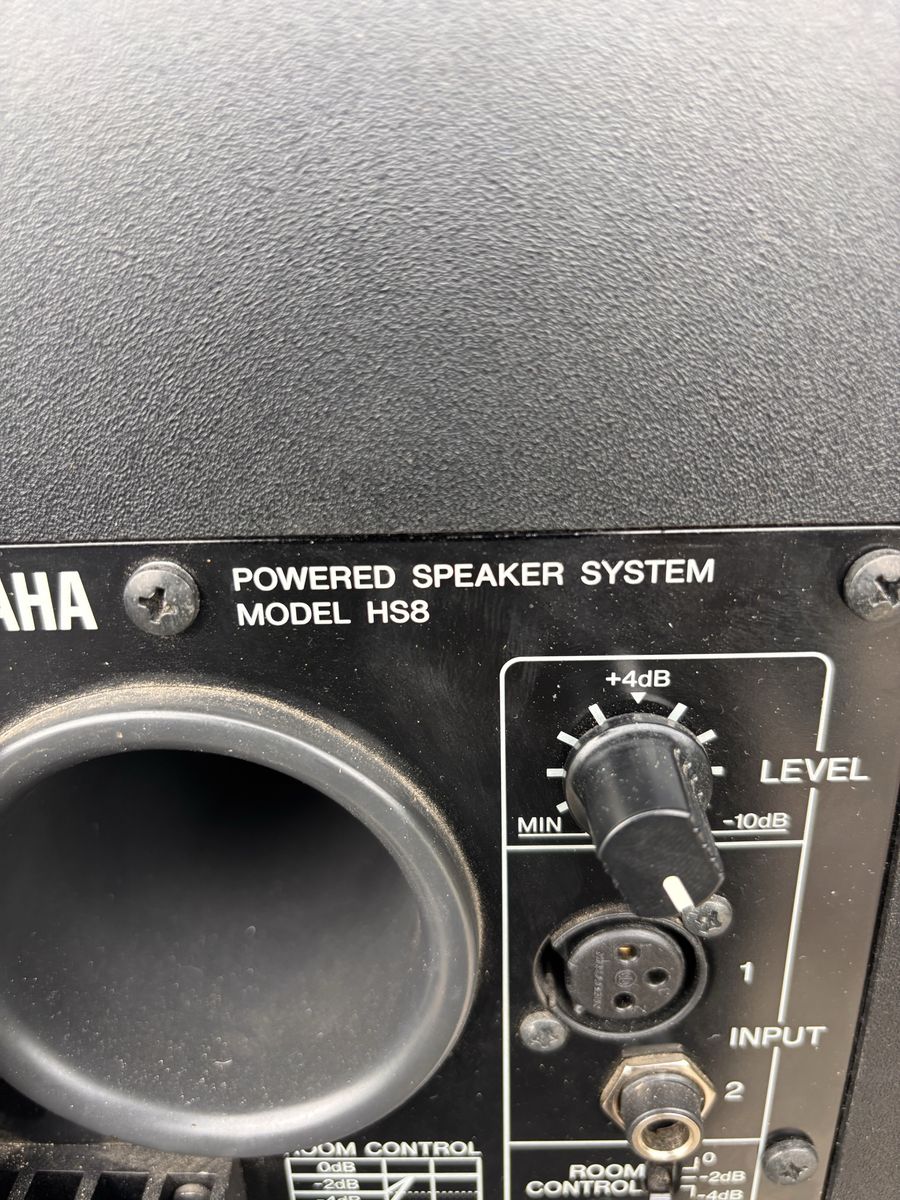 AHA
POWERED SPEAKER SYSTEM
MODEL HS8
+4dB
LEVEL
MIN
-10dB
1
INPUT
2
ROOM CONTROL
0dB
-2dB
-4dB
ROOM
CONTROL
0
-2dB
-4dB